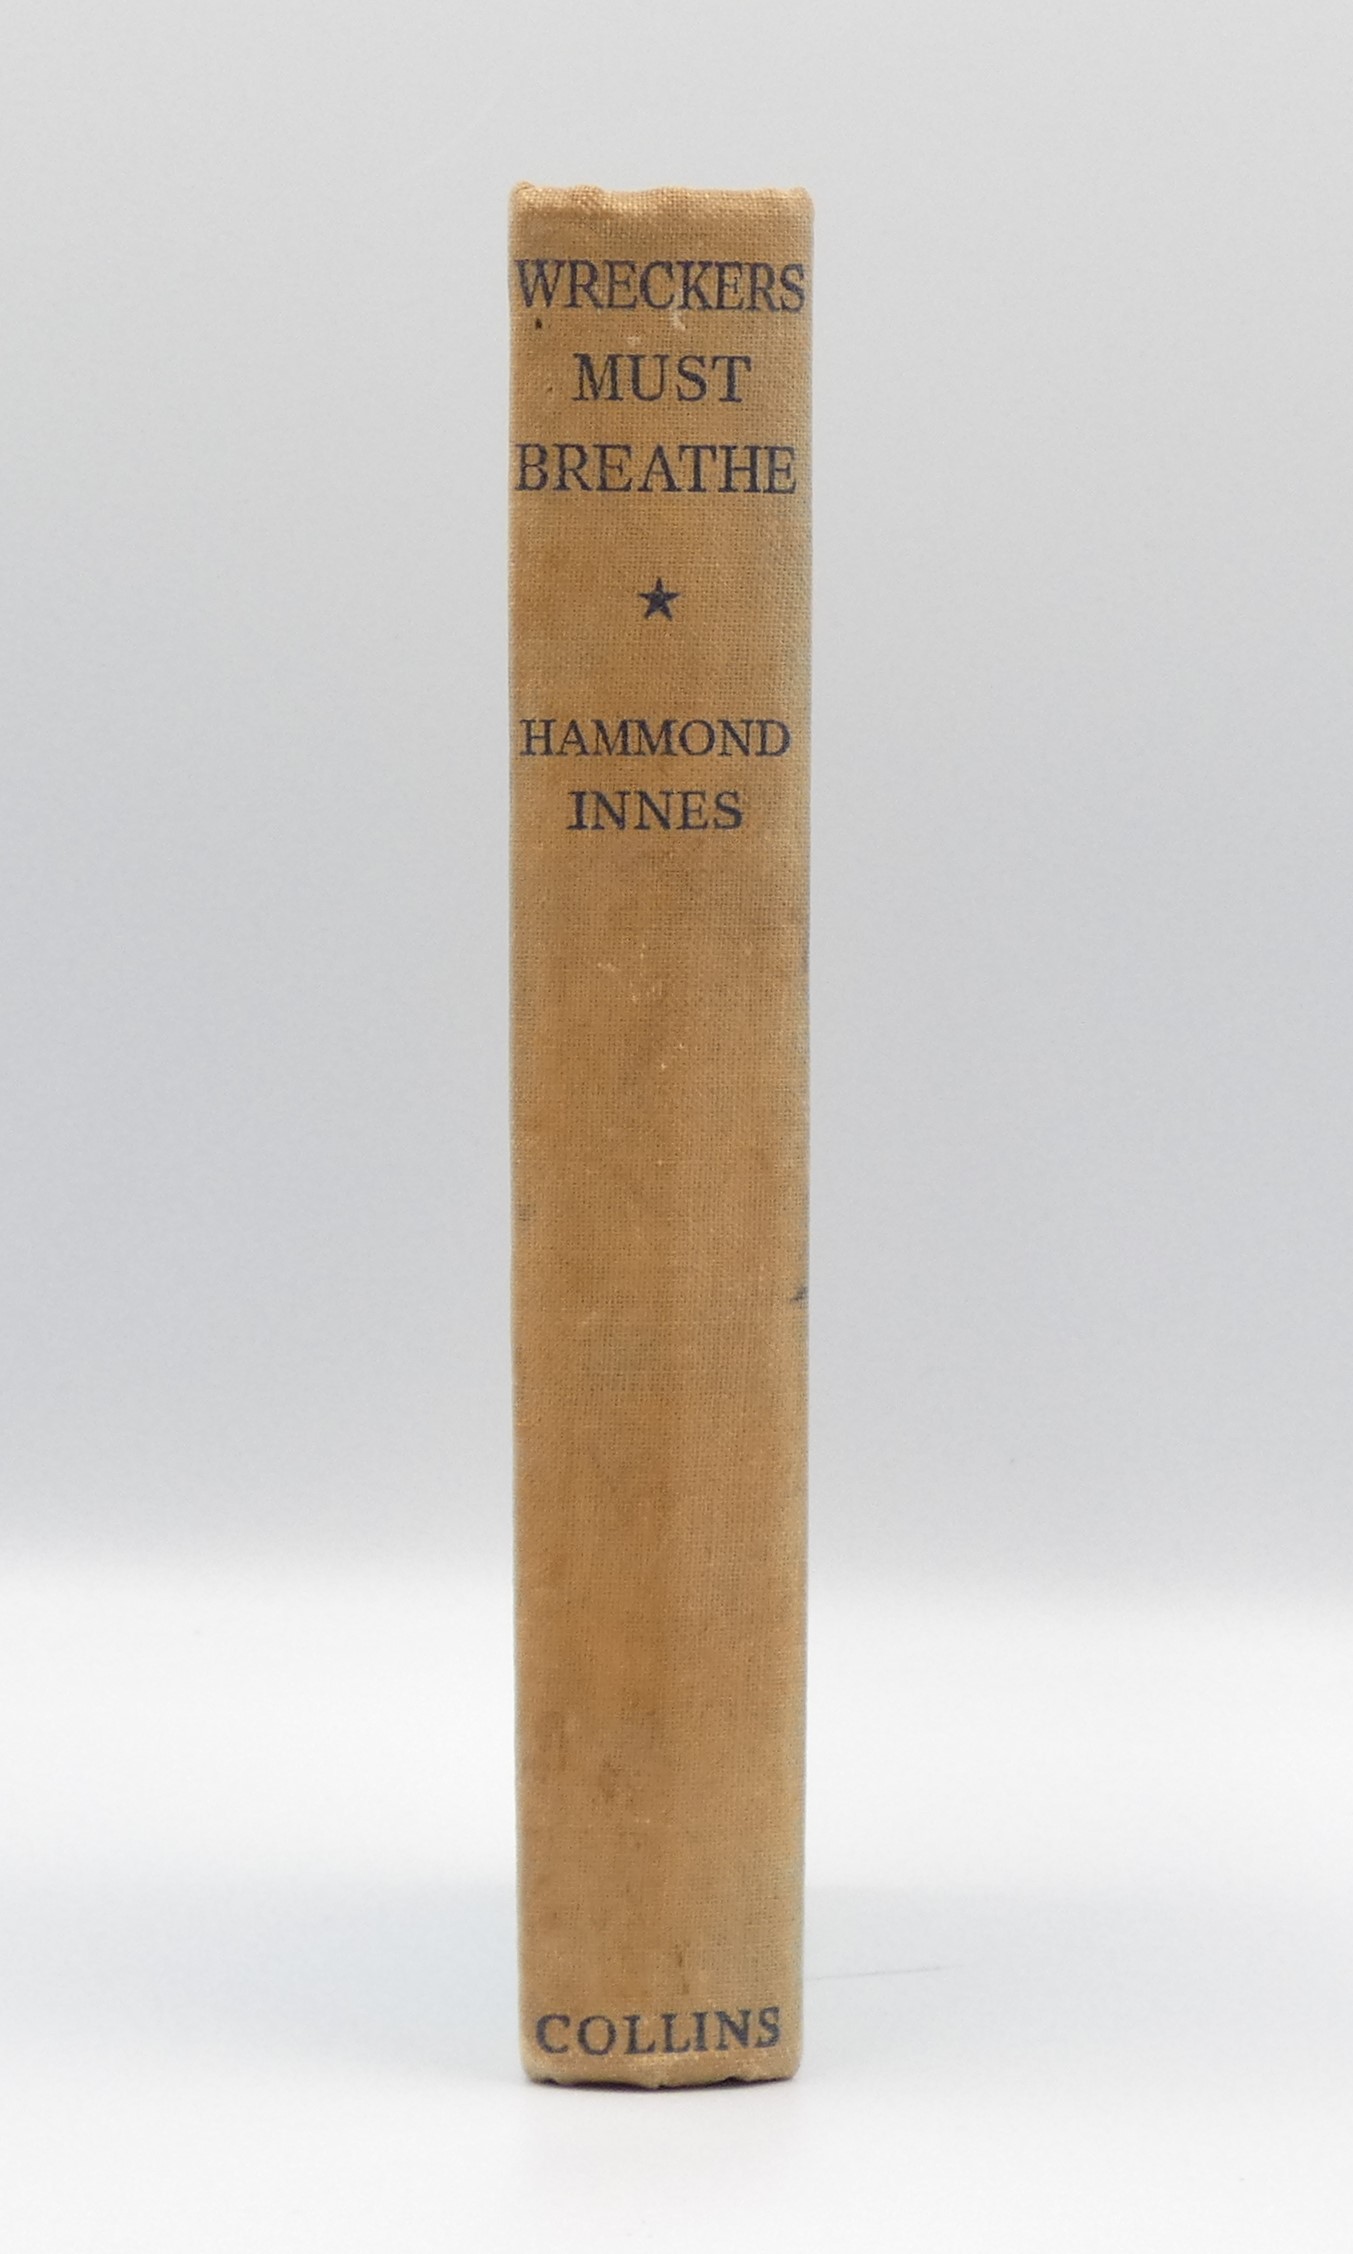 WRECKERS
MUST
BREATHE
HAMMOND
INNES
COLLINS